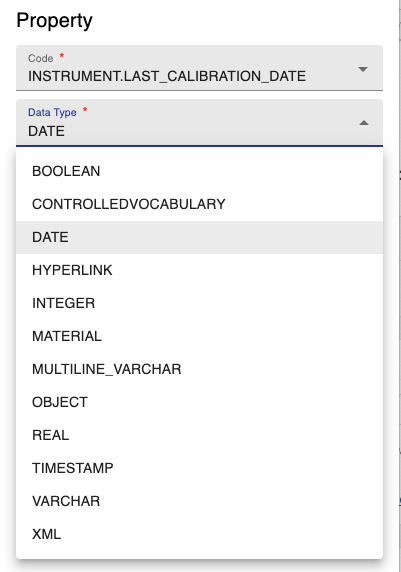 Property
Code *
INSTRUMENT.LAST_CALIBRATION_DATE
Data Type *
DATE
BOOLEAN
CONTROLLEDVOCABULARY
DATE
HYPERLINK
INTEGER
MATERIAL
MULTILINE_VARCHAR
OBJECT
REAL
TIMESTAMP
VARCHAR
XML